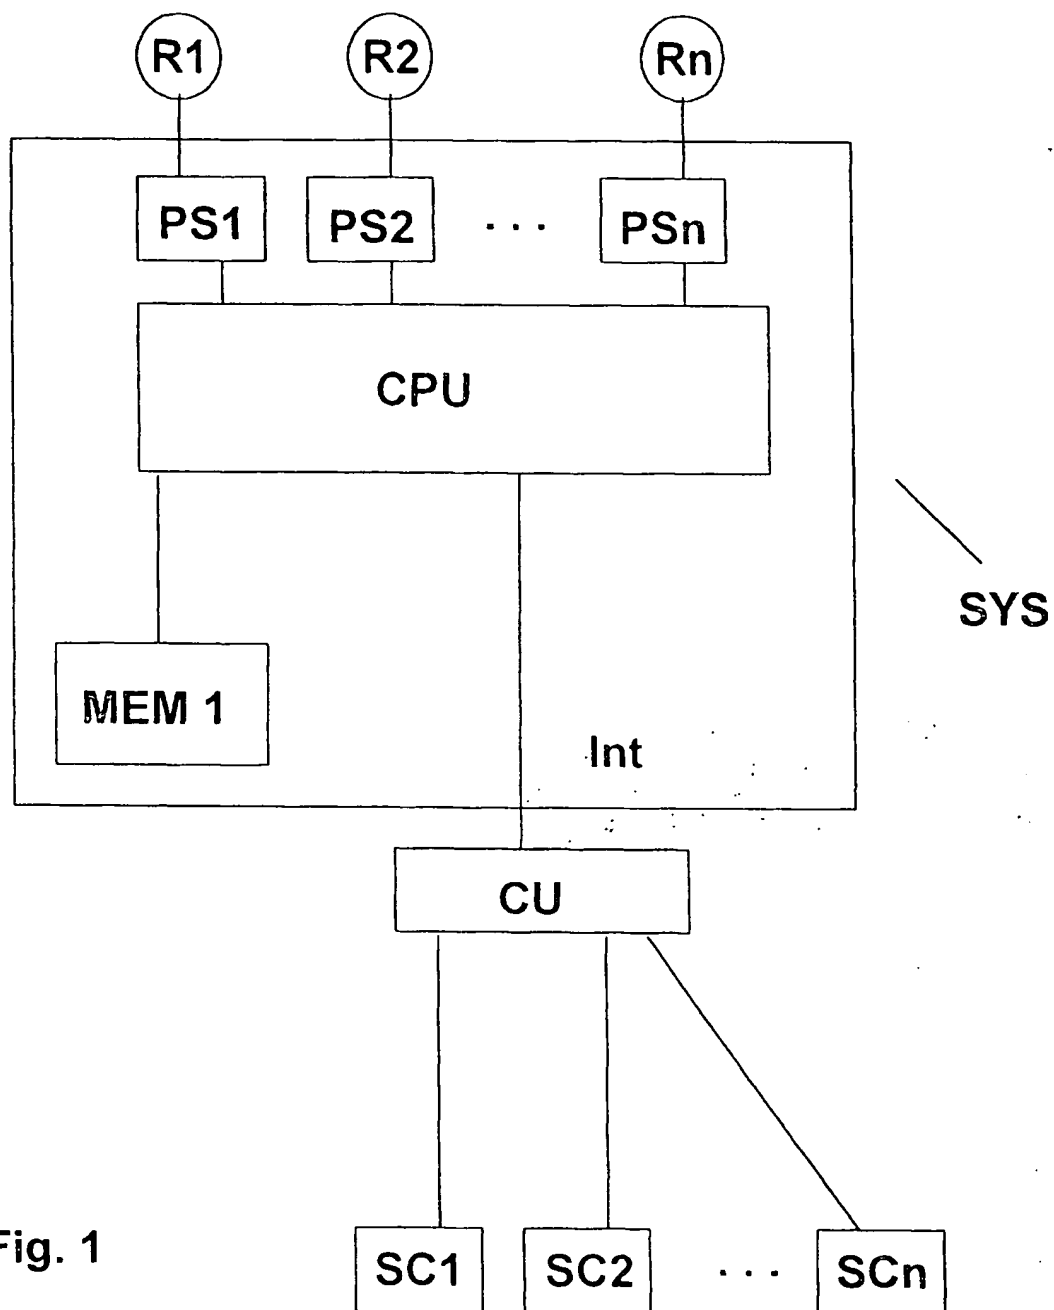 R1 R2 Rn
PS1 PS2 ... PSn
CPU
SYS
MEM 1
Int
CU
Fig. 1
SC1 SC2 ... SCn